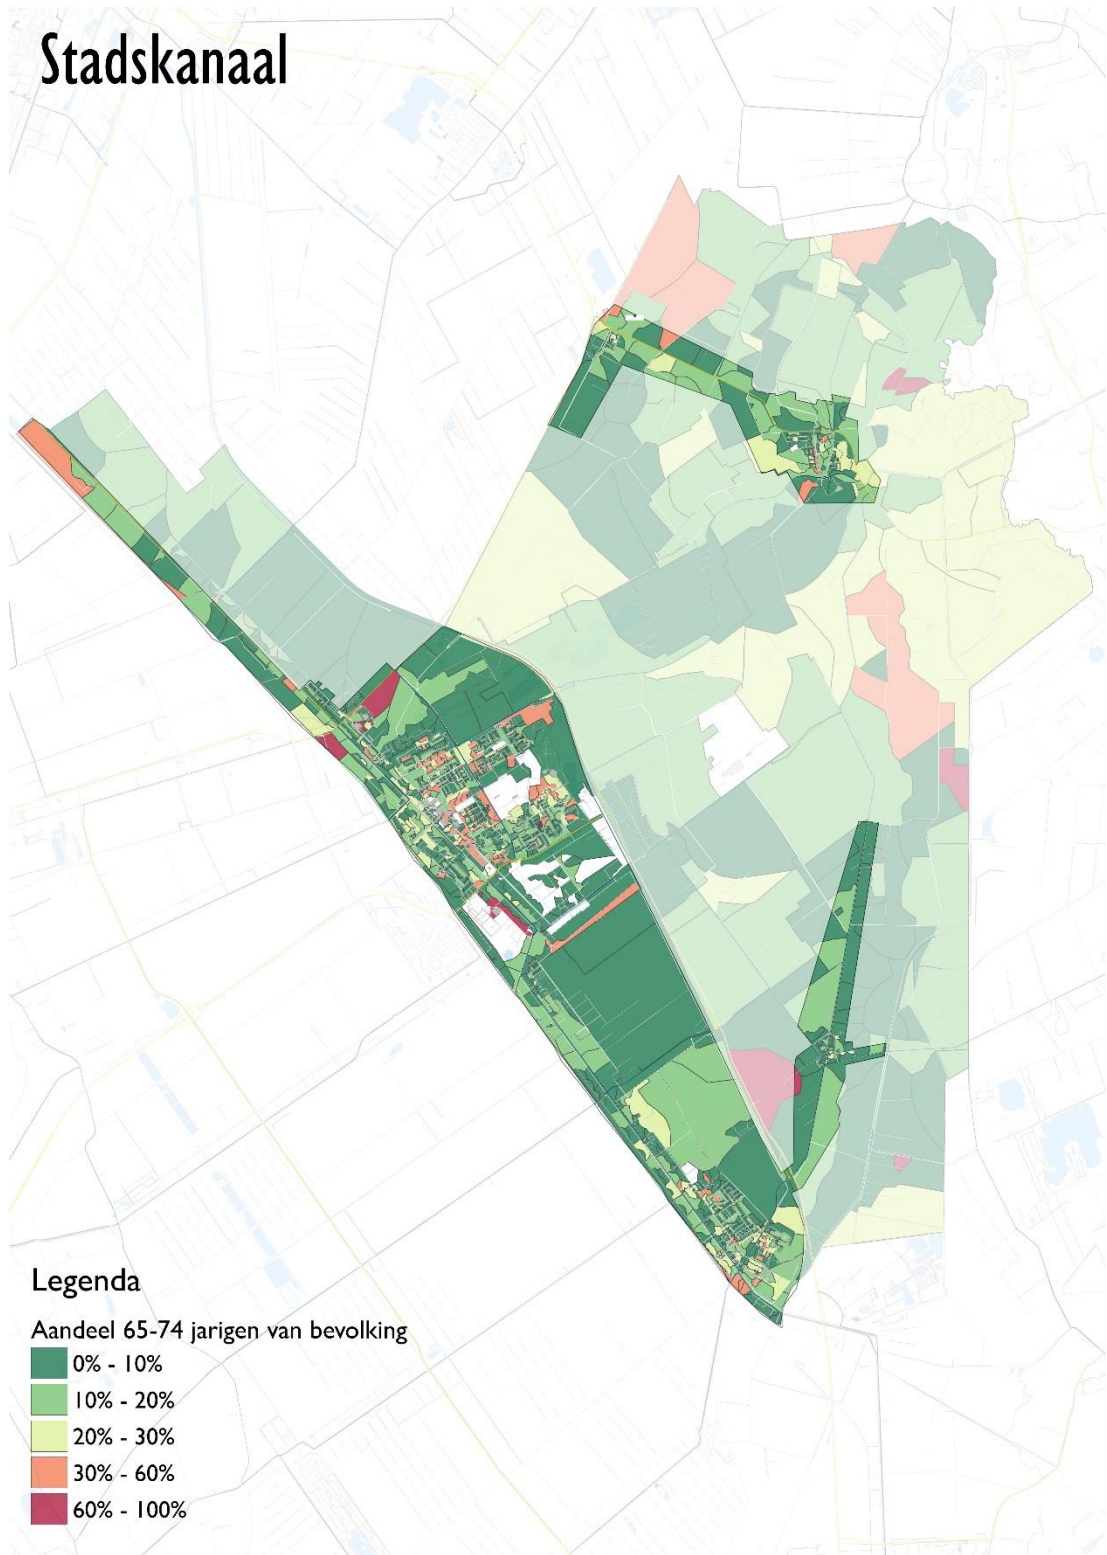 Stadskanaal
Legenda
Aandeel 65-74 jarigen van bevolking
0% - 10%
10% - 20%
20% - 30%
30% - 60%
60% - 100%